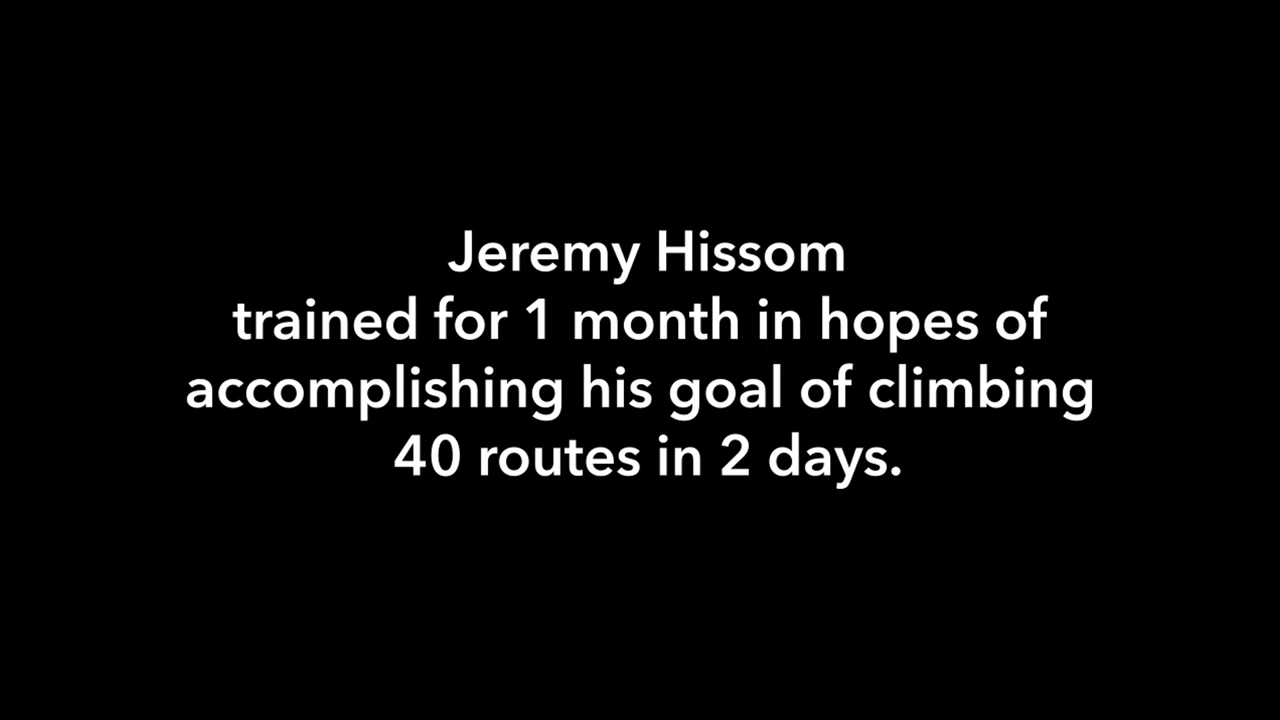 Jeremy Hissom
trained for 1 month in hopes of
accomplishing his goal of climbing
40 routes in 2 days.